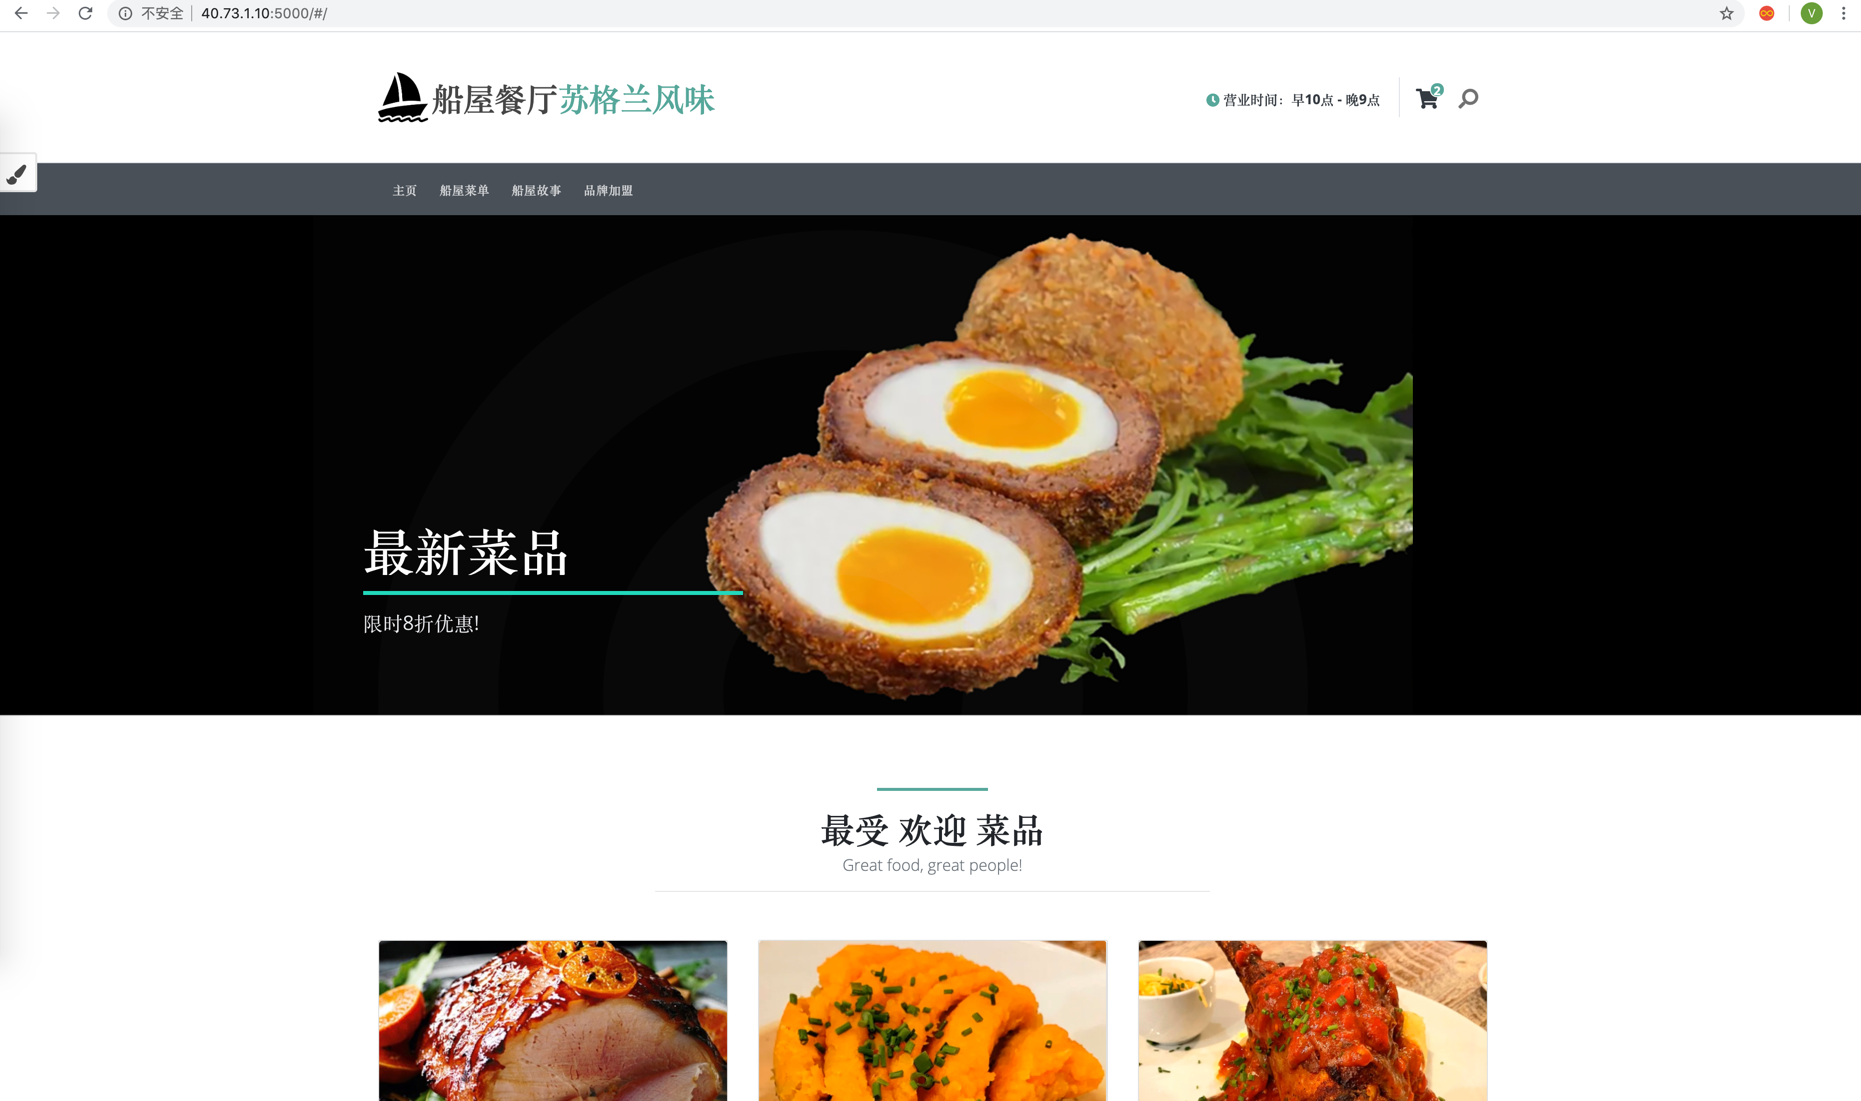 不安全 40.73.1.10:5000/#/
V
船屋餐厅苏格兰风味
营业时间：早10点 - 晚9点
2
主页 船屋菜单 船屋故事 品牌加盟
最新菜品
限时8折优惠!
最受 欢迎 菜品
Great food, great people!